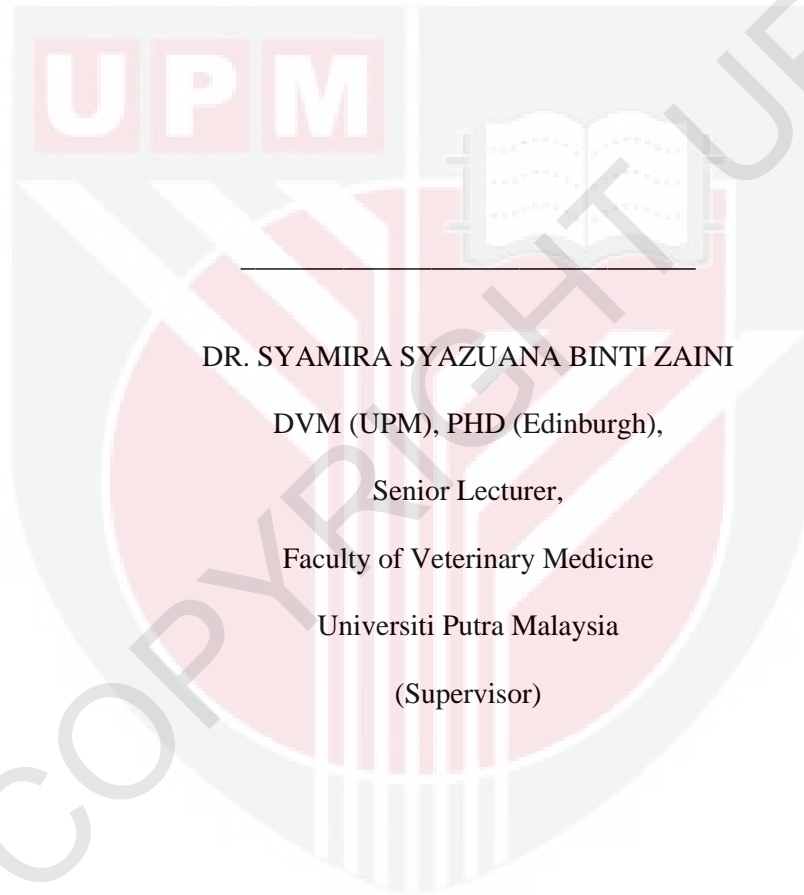 UPM
DR. SYAMIRA SYAZUANA BINTI ZAINI
DVM (UPM), PHD (Edinburgh),
Senior Lecturer,
Faculty of Veterinary Medicine
Universiti Putra Malaysia
(Supervisor)
COPYRIGHT UP